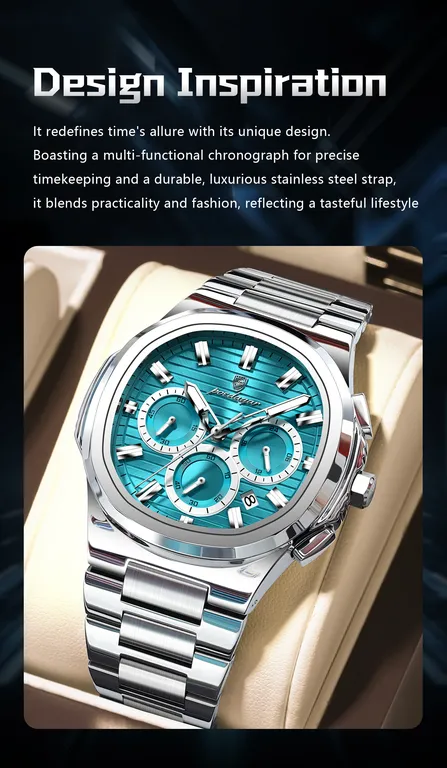 Design Inspiration
It redefines time's allure with its unique design.
Boasting a multi-functional chronograph for precise
timekeeping and a durable, luxurious stainless steel strap,
it blends practicality and fashion, reflecting a tasteful lifestyle
POEDAGAR